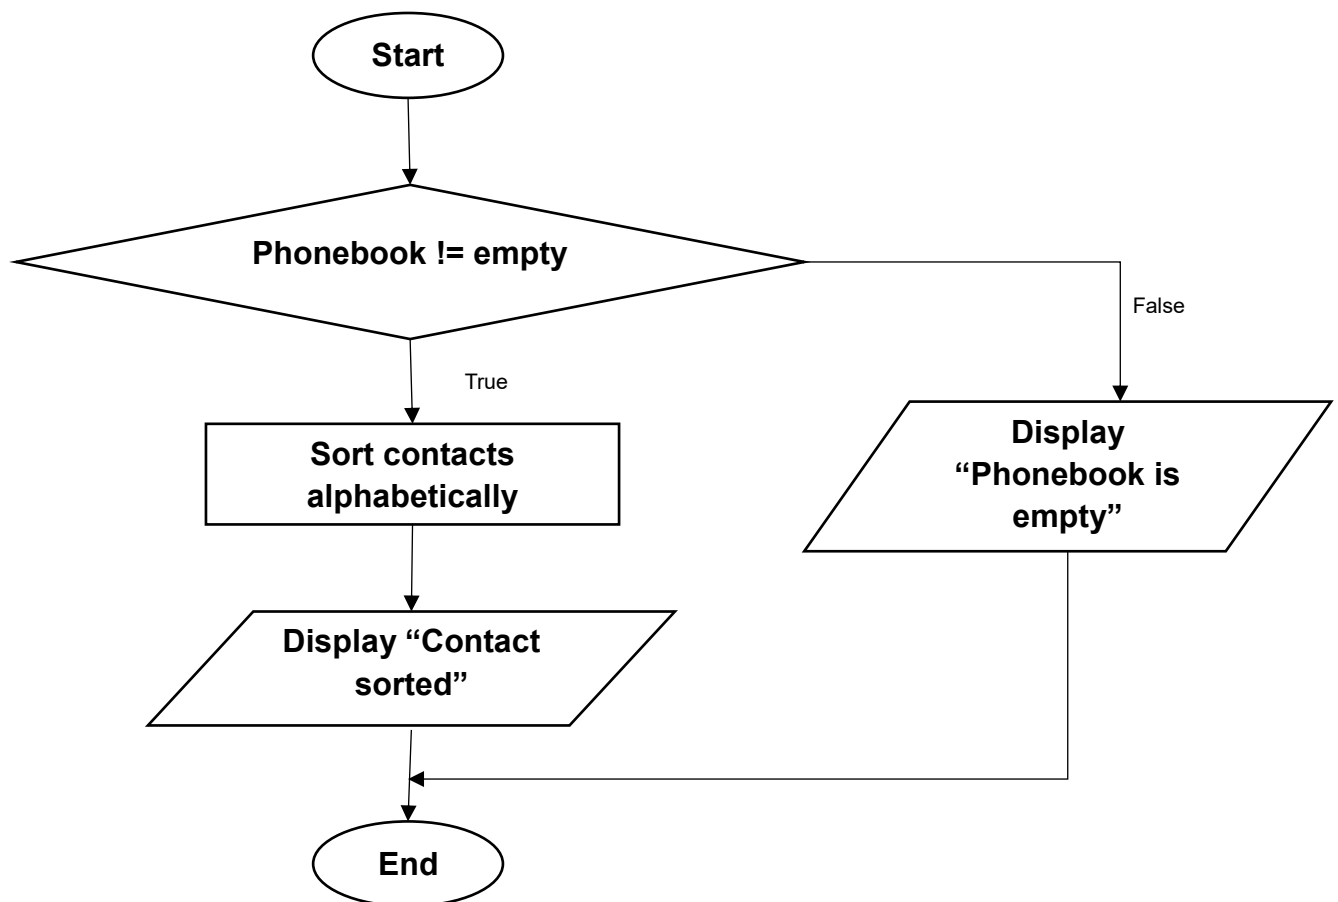 Start
Phonebook != empty
False
True
Sort contacts
alphabetically
Display
“Phonebook is
empty”
Display “Contact
sorted”
End